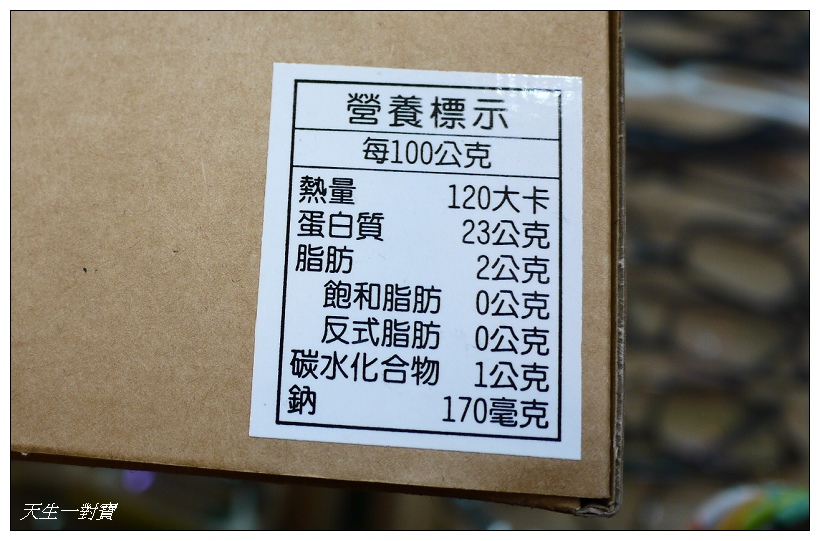 營養標示
每100公克
熱量 120大卡
蛋白質 23公克
脂肪 2公克
飽和脂肪 0公克
反式脂肪 0公克
碳水化合物 1公克
鈉 170毫克
天生一對寶